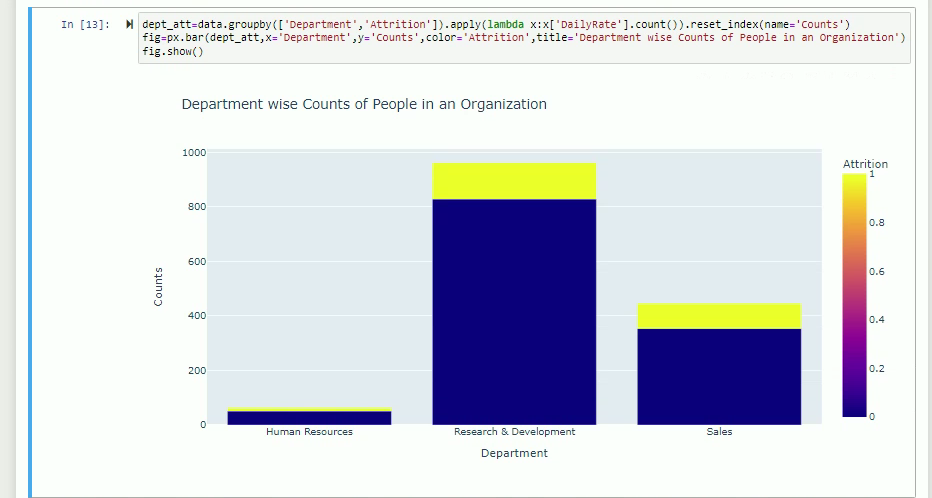 In [13]:
dept_att=data.groupby(['Department','Attrition']).apply(lambda x:x['DailyRate'].count()).reset_index(name='Counts')
fig=px.bar(dept_att,x='Department',y='Counts',color='Attrition',title='Department wise Counts of People in an Organization')
fig.show()
Department wise Counts of People in an Organization
1000
800
600
400
200
0
Counts
Human Resources
Research & Development
Sales
Department
Attrition
1
0.8
0.6
0.4
0.2
0